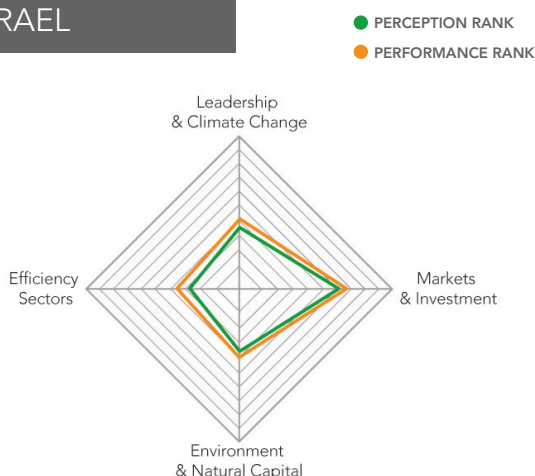 RAEL
PERCEPTION RANK
PERFORMANCE RANK
Leadership
& Climate Change
Efficiency
Sectors
Markets
& Investment
Environment
& Natural Capital